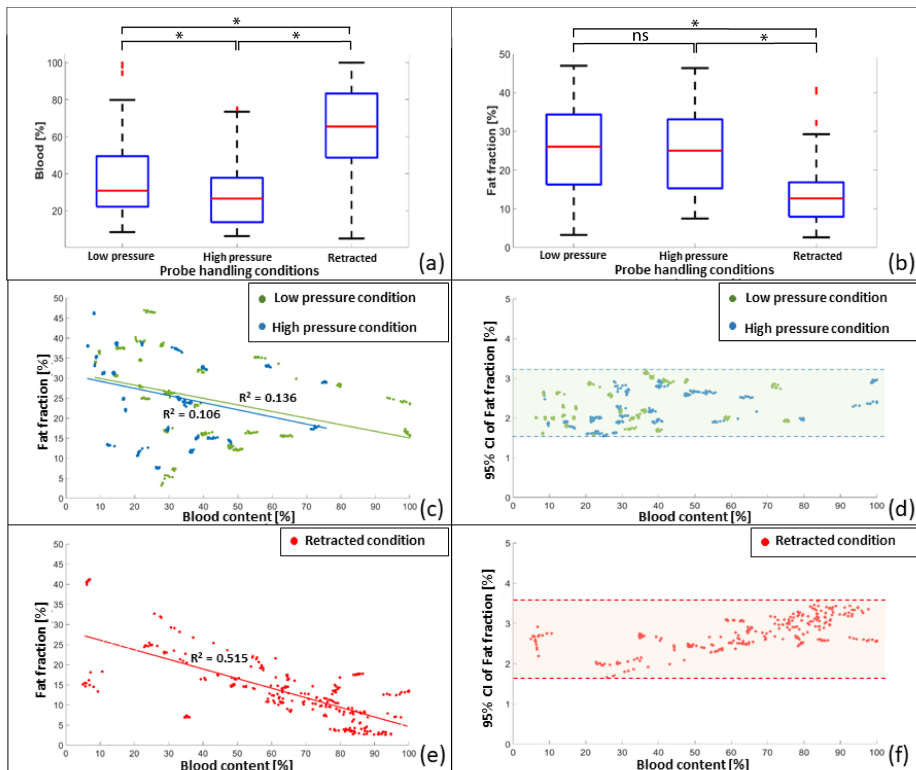 *
*
*
100
80
60
40
20
Blood [%]
Low pressure
High pressure
Retracted
Probe handling conditions
(a)
*
ns
*
50
40
30
20
10
0
Fat fraction [%]
Low pressure
High pressure
Retracted
Probe handling conditions
(b)
Low pressure condition
High pressure condition
50
45
40
35
30
25
20
15
10
5
0
Fat fraction [%]
R² = 0.136
R² = 0.106
0 10 20 30 40 50 60 70 80 90 100
Blood content [%]
(c)
Low pressure condition
High pressure condition
5
4
3
2
1
0
95% CI of Fat fraction [%]
0 10 20 30 40 50 60 70 80 90 100
Blood content [%]
(d)
Retracted condition
50
45
40
35
30
25
20
15
10
5
0
Fat fraction [%]
R² = 0.515
0 10 20 30 40 50 60 70 80 90 100
Blood content [%]
(e)
Retracted condition
5
4
3
2
1
0
95% CI of Fat fraction [%]
0 10 20 30 40 50 60 70 80 90 100
Blood content [%]
(f)